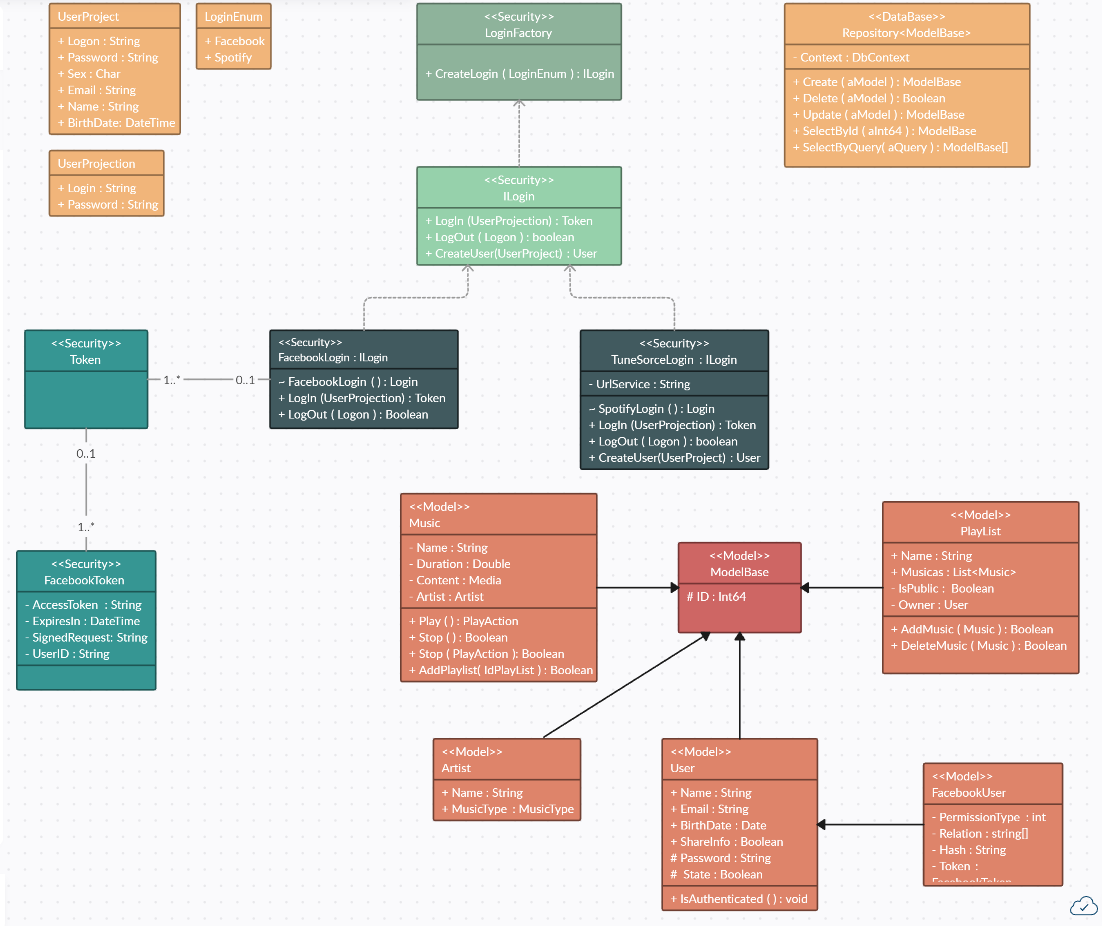 UserProject
+ Logon : String
+ Password : String
+ Sex : Char
+ Email : String
+ Name : String
+ BirthDate: DateTime
LoginEnum
+ Facebook
+ Spotify
<<Security>>
LoginFactory
+ CreateLogin ( LoginEnum ) : ILogin
<<DataBase>>
Repository<ModelBase>
- Context : DbContext
+ Create ( aModel ) : ModelBase
+ Delete ( aModel ) : Boolean
+ Update ( aModel ) : ModelBase
+ SelectById ( aInt64 ) : ModelBase
+ SelectByQuery( aQuery ) : ModelBase[]
UserProjection
+ Login : String
+ Password : String
<<Security>>
ILogin
+ LogIn (UserProjection) : Token
+ LogOut ( Logon ) : boolean
+ CreateUser(UserProject) : User
<<Security>>
Token
1..*
0..1
<<Security>>
FacebookLogin : ILogin
~ FacebookLogin ( ) : Login
+ LogIn (UserProjection) : Token
+ LogOut ( Logon ) : Boolean
<<Security>>
TuneSorceLogin : ILogin
- UrlService : String
~ SpotifyLogin ( ) : Login
+ LogIn (UserProjection) : Token
+ LogOut ( Logon ) : boolean
+ CreateUser(UserProject) : User
0..1
1..*
<<Security>>
FacebookToken
- AccessToken : String
- ExpiresIn : DateTime
- SignedRequest: String
- UserID : String
<<Model>>
Music
- Name : String
- Duration : Double
- Content : Media
- Artist : Artist
+ Play ( ) : PlayAction
+ Stop ( ) : Boolean
+ Stop ( PlayAction ): Boolean
+ AddPlaylist( IdPlayList ) : Boolean
<<Model>>
ModelBase
# ID : Int64
<<Model>>
PlayList
+ Name : String
+ Musicas : List<Music>
- IsPublic : Boolean
- Owner : User
+ AddMusic ( Music ) : Boolean
+ DeleteMusic ( Music ) : Boolean
<<Model>>
Artist
+ Name : String
+ MusicType : MusicType
<<Model>>
User
+ Name : String
+ Email : String
+ BirthDate : Date
+ ShareInfo : Boolean
# Password : String
# State : Boolean
+ IsAuthenticated ( ) : void
<<Model>>
FacebookUser
- PermissionType : int
- Relation : string[]
- Hash : String
- Token :